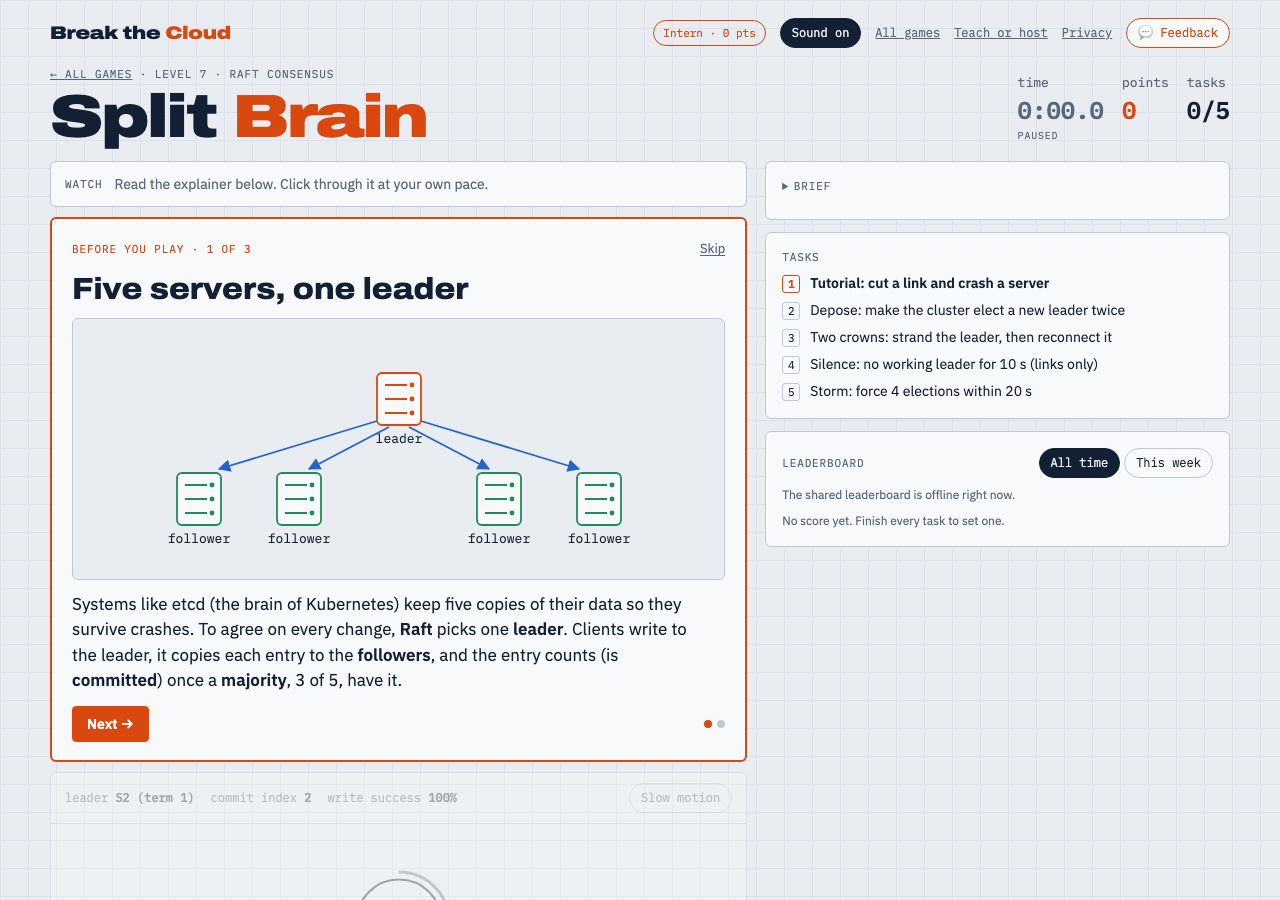 Break the Cloud
Intern · 0 pts
Sound on
All games
Teach or host
Privacy
💬 Feedback
← ALL GAMES · LEVEL 7 · RAFT CONSENSUS
Split Brain
time
0:00.0
PAUSED
points
0
tasks
0/5
WATCH Read the explainer below. Click through it at your own pace.
BEFORE YOU PLAY · 1 OF 3
Skip
Five servers, one leader
leader
follower
follower
follower
follower
Systems like etcd (the brain of Kubernetes) keep five copies of their data so they
survive crashes. To agree on every change, Raft picks one leader. Clients write to
the leader, it copies each entry to the followers, and the entry counts (is
committed) once a majority, 3 of 5, have it.
Next →
leader S2 (term 1) commit index 2 write success 100%
Slow motion
▶ BRIEF
TASKS
1 Tutorial: cut a link and crash a server
2 Depose: make the cluster elect a new leader twice
3 Two crowns: strand the leader, then reconnect it
4 Silence: no working leader for 10 s (links only)
5 Storm: force 4 elections within 20 s
LEADERBOARD
All time
This week
The shared leaderboard is offline right now.
No score yet. Finish every task to set one.